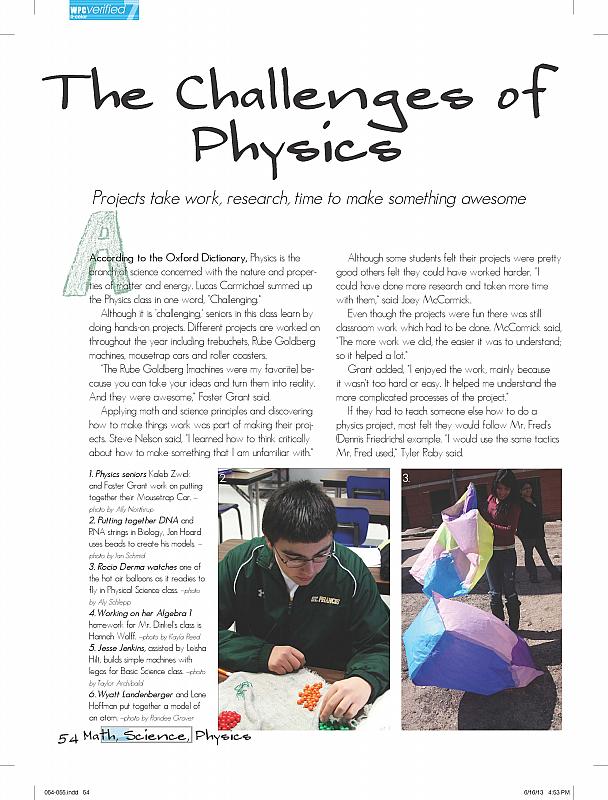 WPC verified 7
4-color
The Challenges of
Physics
Projects take work, research, time to make something awesome
A
According to the Oxford Dictionary, Physics is the
branch of science concerned with the nature and proper-
ties of matter and energy. Lucas Carmichael summed up
the Physics class in one word, "Challenging."
Although it is 'challenging,' seniors in this class learn by
doing hands-on projects. Different projects are worked on
throughout the year including trebuchets, Rube Goldberg
machines, mousetrap cars and roller coasters.
"The Rube Goldberg [machines were my favorite] be-
cause you can take your ideas and turn them into reality.
And they were awesome," Foster Grant said.
Applying math and science principles and discovering
how to make things work was part of making their proj-
ects. Steve Nelson said, "I learned how to think critically
about how to make something that I am unfamiliar with."
Although some students felt their projects were pretty
good others felt they could have worked harder. "I
could have done more research and taken more time
with them," said Joey McCormick.
Even though the projects were fun there was still
classroom work which had to be done. McCormick said,
"The more work we did, the easier it was to understand;
so it helped a lot."
Grant added, "I enjoyed the work, mainly because
it wasn't too hard or easy. It helped me understand the
more complicated processes of the project."
If they had to teach someone else how to do a
physics project, most felt they would follow Mr. Fred's
(Dennis Friedrichs) example. "I would use the same tactics
Mr. Fred used," Tyler Raby said.
1. Physics seniors Kaleb Zwick
and Foster Grant work on putting
together their Mousetrap Car. –
photo by Ally Northrup
2. Putting together DNA and
RNA strings in Biology, Jon Hoard
uses beads to create his models. –
photo by Ian Schmid
3. Rocio Derma watches one of
the hot air balloons as it readies to
fly in Physical Science class. –photo
by Aly Schlepp
4. Working on her Algebra 1
homework for Mr. Dinkel's class is
Hannah Wolff. –photo by Kayla Reed
5. Jesse Jenkins, assisted by Leisha
Hilt, builds simple machines with
legos for Basic Science class. –photo
by Taylor Archibald
6. Wyatt Landenberger and Lane
Hoffman put together a model of
an atom. –photo by Randee Grover
2.
ST. FRANCIS
3.
54 Math, Science, Physics
054-055.indd 54
6/16/13 4:53 PM